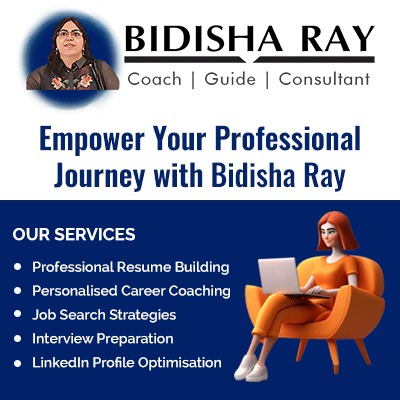 BIDISHA RAY
Coach | Guide | Consultant
Empower Your Professional
Journey with Bidisha Ray
OUR SERVICES
• Professional Resume Building
• Personalised Career Coaching
• Job Search Strategies
• Interview Preparation
• LinkedIn Profile Optimisation